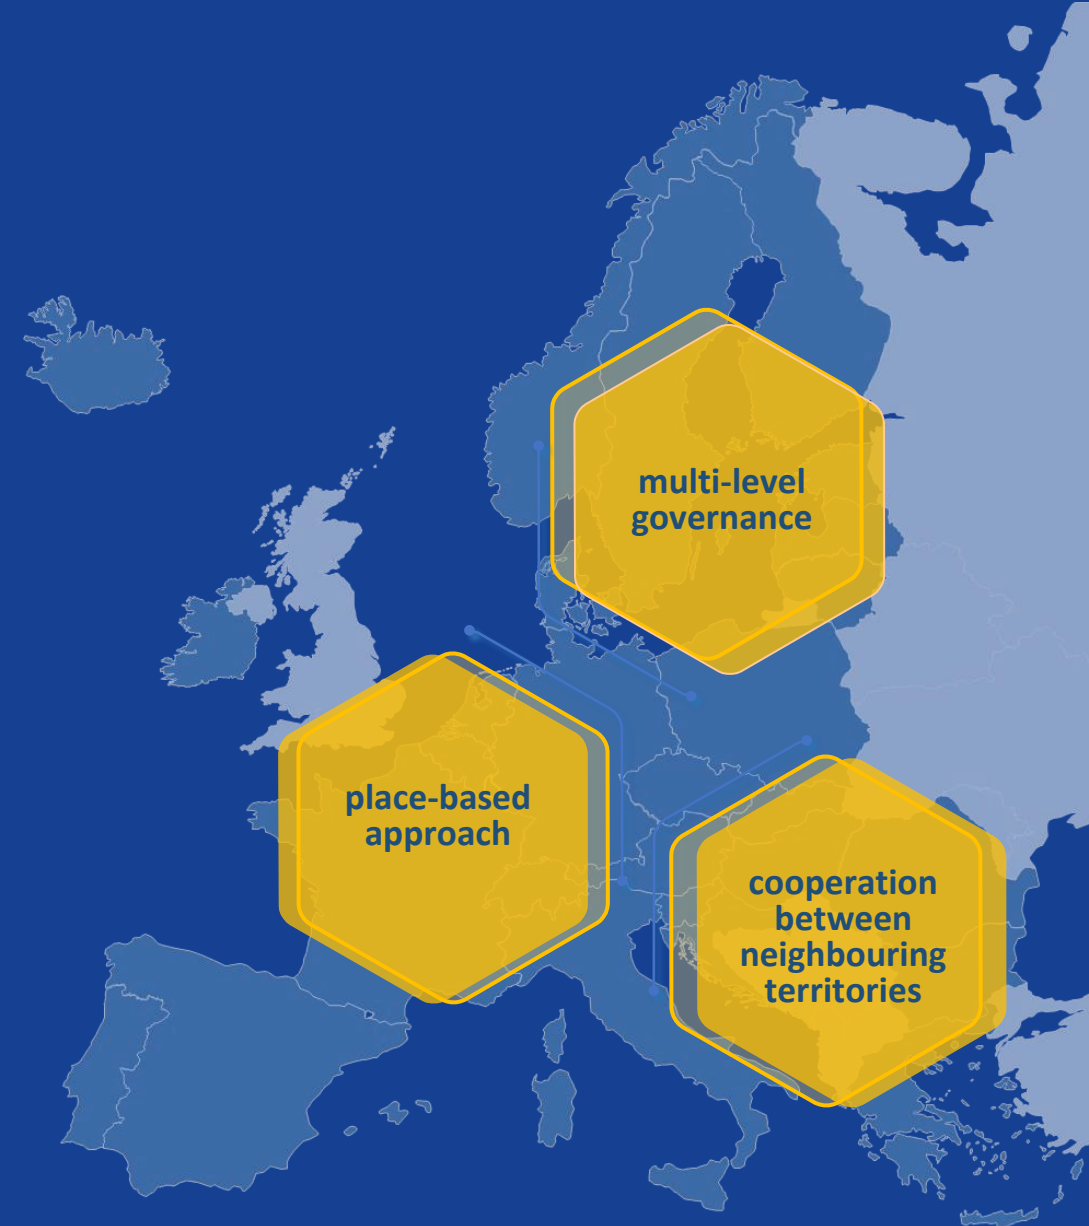 multi-level
governance
place-based
approach
cooperation
between
neighbouring
territories